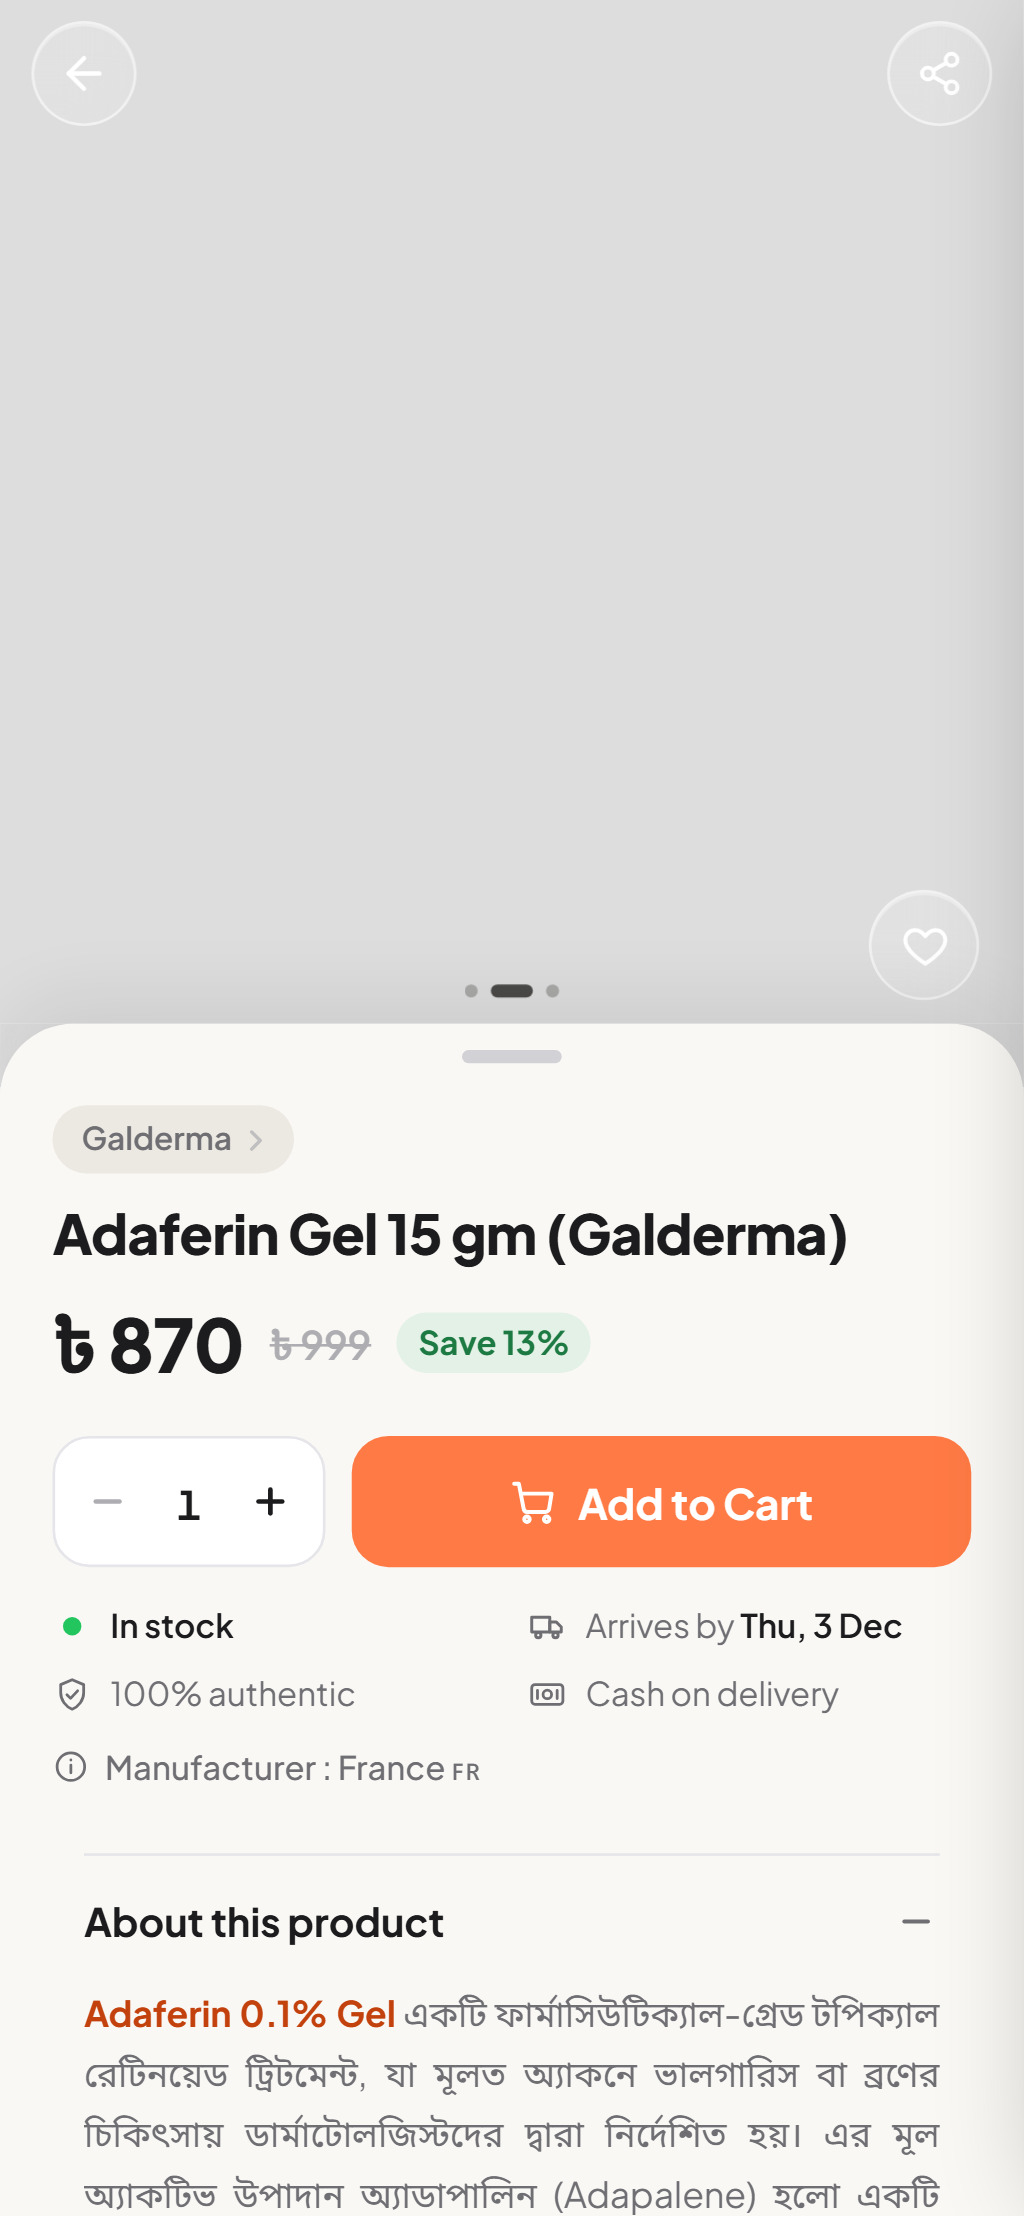 Galderma
Adaferin Gel 15 gm (Galderma)
৳ 870 ৳ 999 Save 13%
1 Add to Cart
In stock Arrives by Thu, 3 Dec
100% authentic Cash on delivery
Manufacturer : France FR
About this product
Adaferin 0.1% Gel একটি ফার্মাসিউটিক্যাল-গ্রেড টপিক্যাল
রেটিনয়েড ট্রিটমেন্ট, যা মূলত অ্যাকনে ভালগারিস বা ব্রণের
চিকিৎসায় ডার্মাটোলজিস্টদের দ্বারা নির্দেশিত হয়। এর মূল
অ্যাকটিভ উপাদান অ্যাডাপালিন (Adapalene) হলো একটি